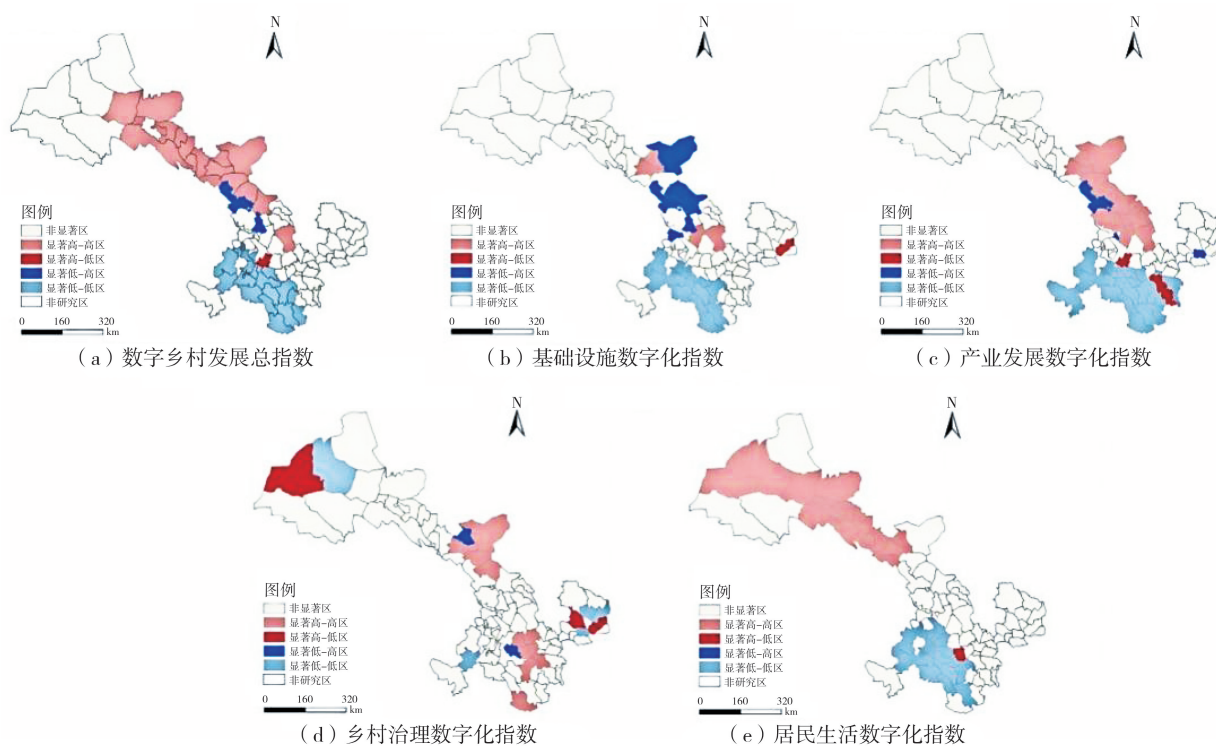 N
图例
非显著区
显著高-高区
显著高-低区
显著低-高区
显著低-低区
非研究区
0 160 320
km
(a)数字乡村发展总指数
N
图例
非显著区
显著高-高区
显著高-低区
显著低-高区
显著低-低区
非研究区
0 160 320
km
(b)基础设施数字化指数
N
图例
非显著区
显著高-高区
显著高-低区
显著低-高区
显著低-低区
非研究区
0 160 320
km
(c)产业发展数字化指数
N
图例
非显著区
显著高-高区
显著高-低区
显著低-高区
显著低-低区
非研究区
0 160 320
km
(d)乡村治理数字化指数
N
图例
非显著区
显著高-高区
显著高-低区
显著低-高区
显著低-低区
非研究区
0 160 320
km
(e)居民生活数字化指数